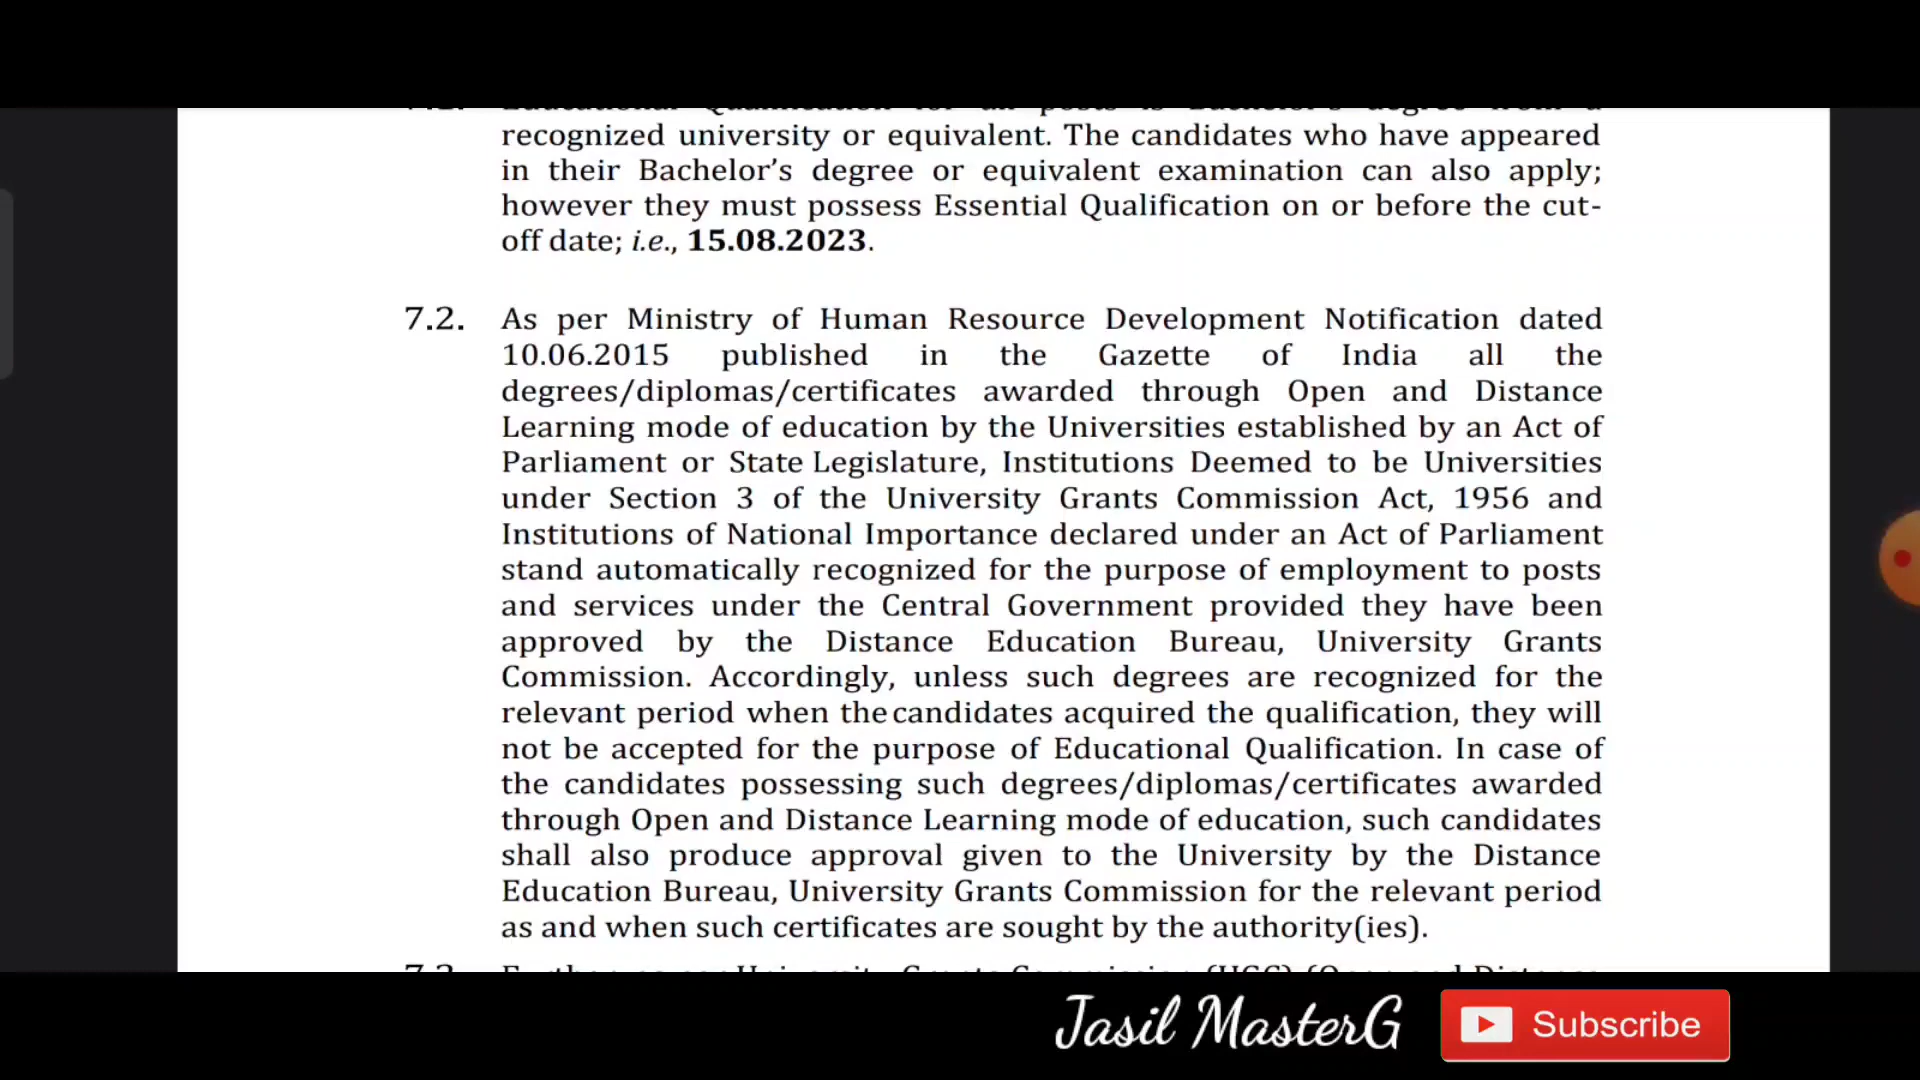 recognized university or equivalent. The candidates who have appeared
in their Bachelor's degree or equivalent examination can also apply;
however they must possess Essential Qualification on or before the cut-
off date; i.e., 15.08.2023.
7.2. As per Ministry of Human Resource Development Notification dated
10.06.2015 published in the Gazette of India all the
degrees/diplomas/certificates awarded through Open and Distance
Learning mode of education by the Universities established by an Act of
Parliament or State Legislature, Institutions Deemed to be Universities
under Section 3 of the University Grants Commission Act, 1956 and
Institutions of National Importance declared under an Act of Parliament
stand automatically recognized for the purpose of employment to posts
and services under the Central Government provided they have been
approved by the Distance Education Bureau, University Grants
Commission. Accordingly, unless such degrees are recognized for the
relevant period when the candidates acquired the qualification, they will
not be accepted for the purpose of Educational Qualification. In case of
the candidates possessing such degrees/diplomas/certificates awarded
through Open and Distance Learning mode of education, such candidates
shall also produce approval given to the University by the Distance
Education Bureau, University Grants Commission for the relevant period
as and when such certificates are sought by the authority(ies).
Jasil MasterG
Subscribe